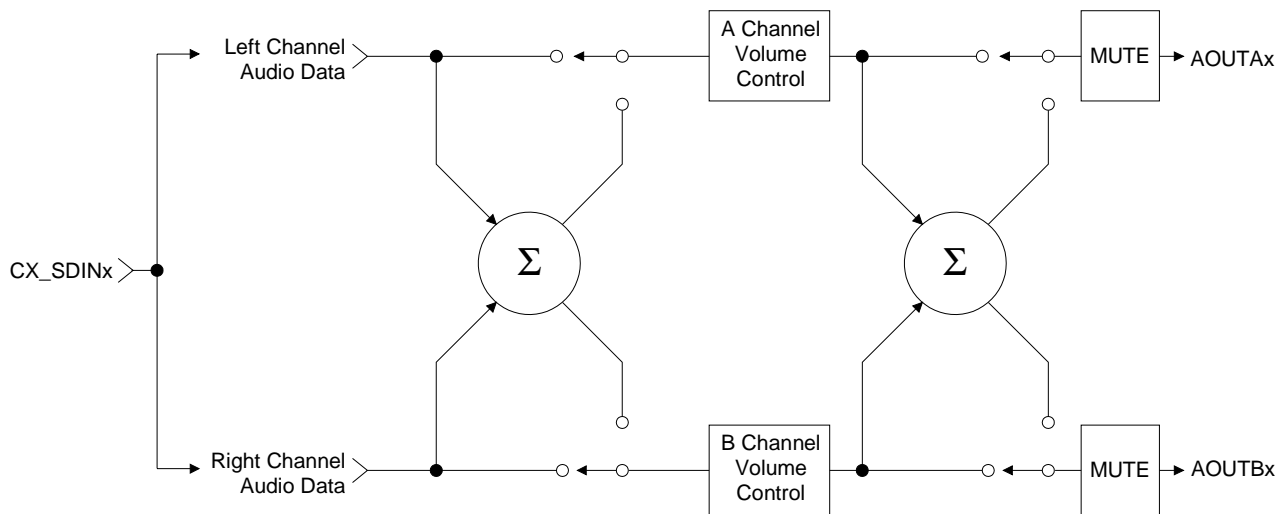 Left Channel
Audio Data
A Channel
Volume
Control
MUTE
AOUTAx
CX_SDINx
Σ
Σ
Right Channel
Audio Data
B Channel
Volume
Control
MUTE
AOUTBx